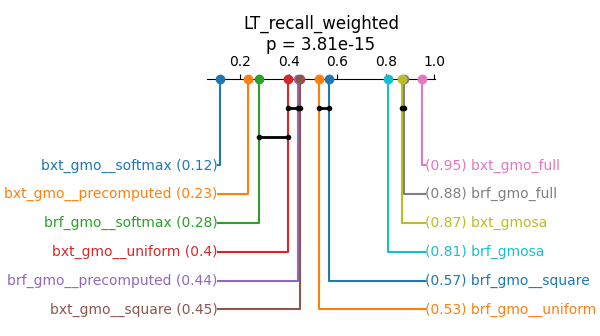 LT_recall_weighted
p = 3.81e-15
0.2 0.4 0.6 0.8 1.0
bxt_gmo__softmax (0.12) (0.95) bxt_gmo_full
bxt_gmo__precomputed (0.23) (0.88) brf_gmo_full
brf_gmo__softmax (0.28) (0.87) bxt_gmosa
bxt_gmo__uniform (0.4) (0.81) brf_gmosa
brf_gmo__precomputed (0.44) (0.57) brf_gmo__square
bxt_gmo__square (0.45) (0.53) brf_gmo__uniform